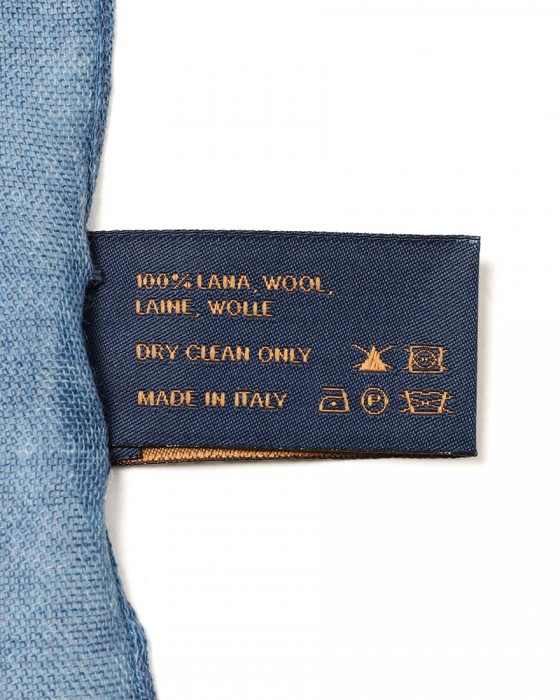 100% LANA, WOOL,
LAINE, WOLLE
DRY CLEAN ONLY
MADE IN ITALY
P